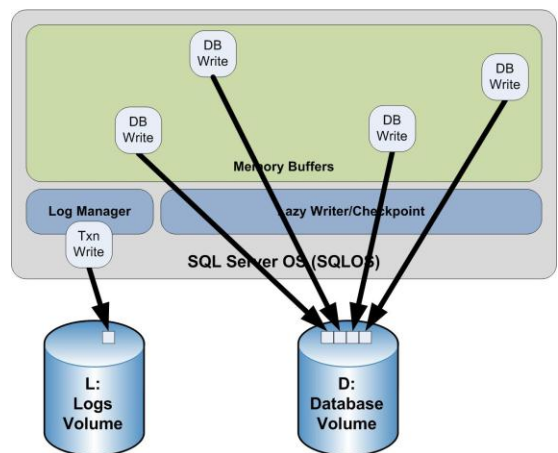 DB
Write
DB
Write
DB
Write
DB
Write
Memory Buffers
Log Manager
Lazy Writer/Checkpoint
Txn
Write
SQL Server OS (SQLOS)
L:
Logs
Volume
D:
Database
Volume